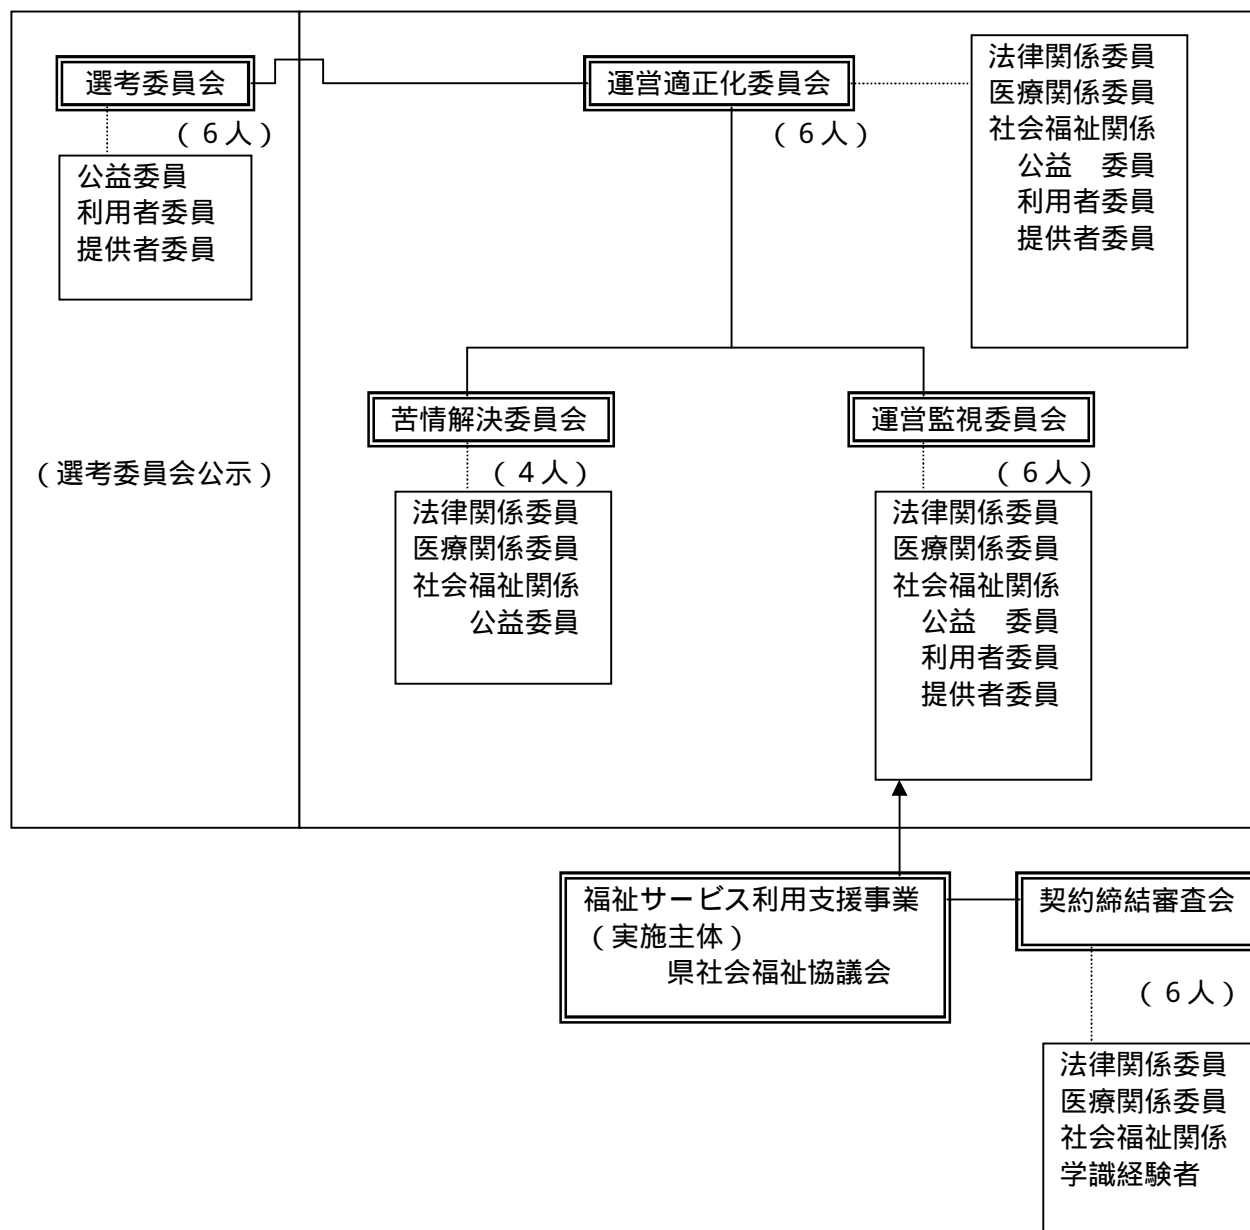 選考委員会
(6人)
公益委員
利用者委員
提供者委員
(選考委員会公示)
運営適正化委員会
(6人)
法律関係委員
医療関係委員
社会福祉関係
公益 委員
利用者委員
提供者委員
苦情解決委員会
(4人)
法律関係委員
医療関係委員
社会福祉関係
公益委員
運営監視委員会
(6人)
法律関係委員
医療関係委員
社会福祉関係
公益 委員
利用者委員
提供者委員
福祉サービス利用支援事業
(実施主体)
県社会福祉協議会
契約締結審査会
(6人)
法律関係委員
医療関係委員
社会福祉関係
学識経験者